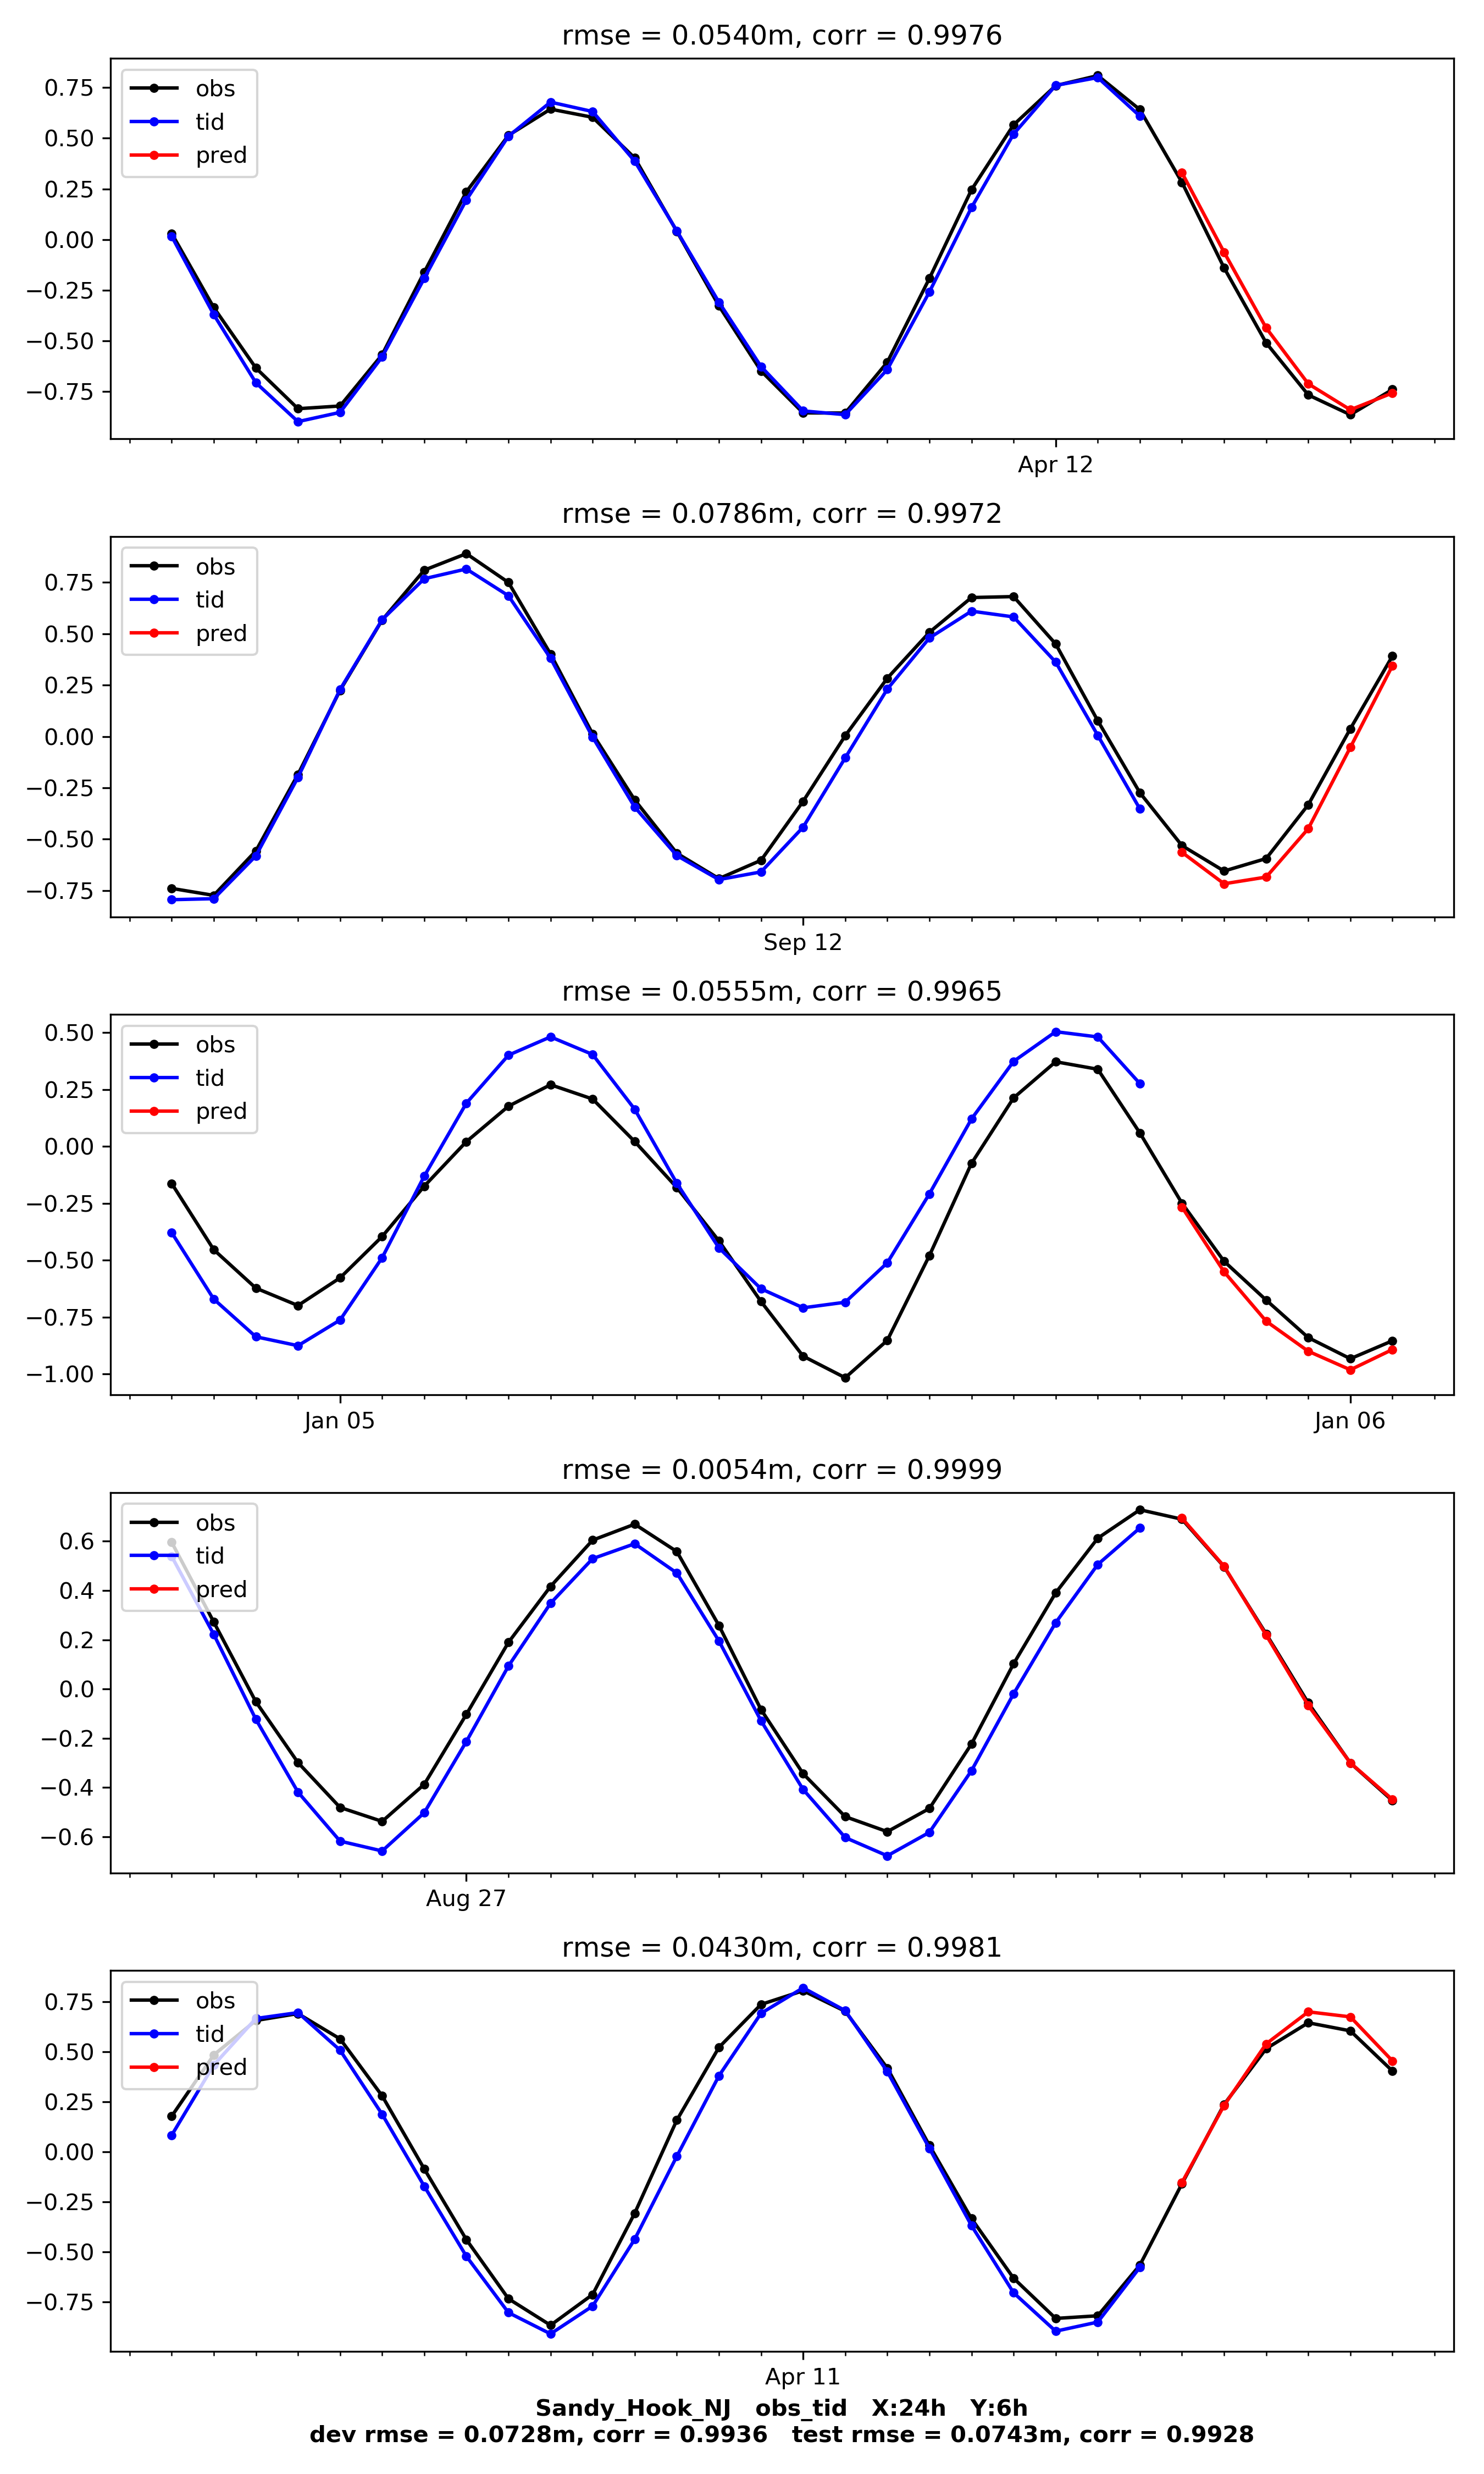 rmse = 0.0540m, corr = 0.9976
obs
tid
pred
0.75
0.50
0.25
0.00
−0.25
−0.50
−0.75
Apr 12
rmse = 0.0786m, corr = 0.9972
obs
tid
pred
0.75
0.50
0.25
0.00
−0.25
−0.50
−0.75
Sep 12
rmse = 0.0555m, corr = 0.9965
obs
tid
pred
0.50
0.25
0.00
−0.25
−0.50
−0.75
−1.00
Jan 05 Jan 06
rmse = 0.0054m, corr = 0.9999
obs
tid
pred
0.6
0.4
0.2
0.0
−0.2
−0.4
−0.6
Aug 27
rmse = 0.0430m, corr = 0.9981
obs
tid
pred
0.75
0.50
0.25
0.00
−0.25
−0.50
−0.75
Apr 11
Sandy_Hook_NJ obs_tid X:24h Y:6h
dev rmse = 0.0728m, corr = 0.9936 test rmse = 0.0743m, corr = 0.9928